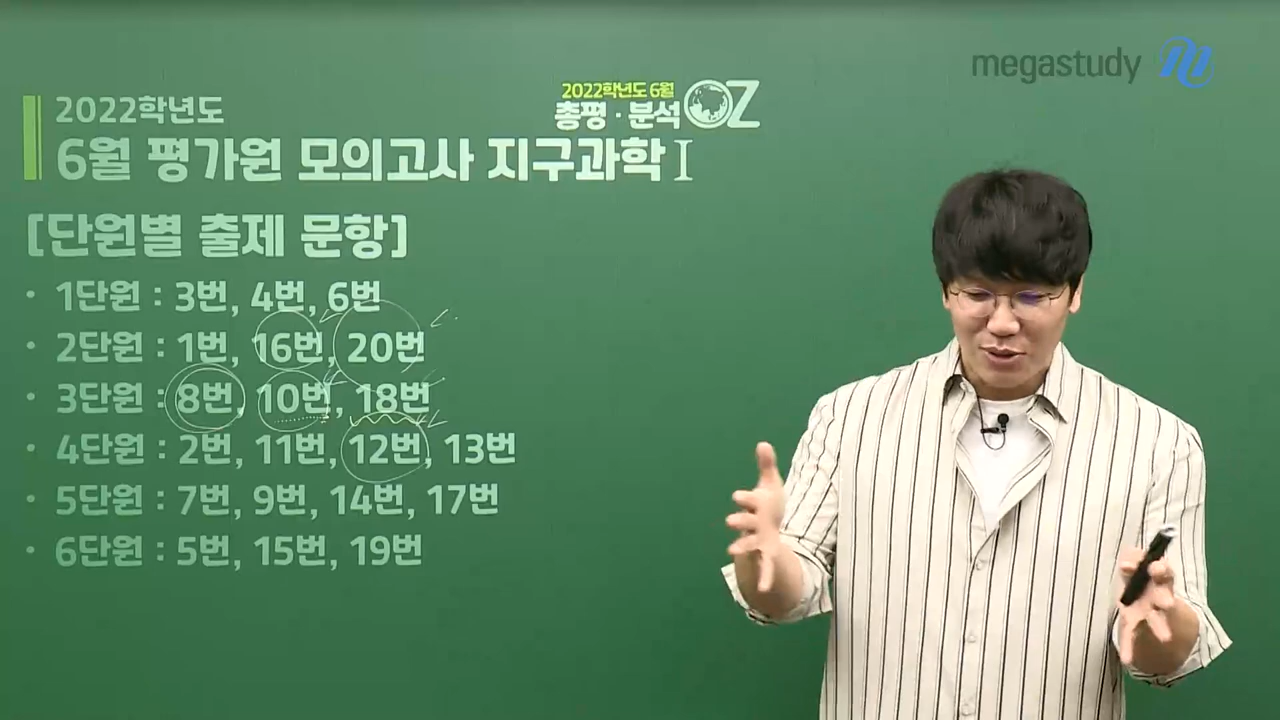 megastudy
2022학년도 6월
총평·분석 OZ
2022학년도
6월 평가원 모의고사 지구과학 I
[단원별 출제 문항]
• 1단원 : 3번, 4번, 6번
• 2단원 : 1번, 16번, 20번
• 3단원 : 8번, 10번, 18번
• 4단원 : 2번, 11번, 12번, 13번
• 5단원 : 7번, 9번, 14번, 17번
• 6단원 : 5번, 15번, 19번